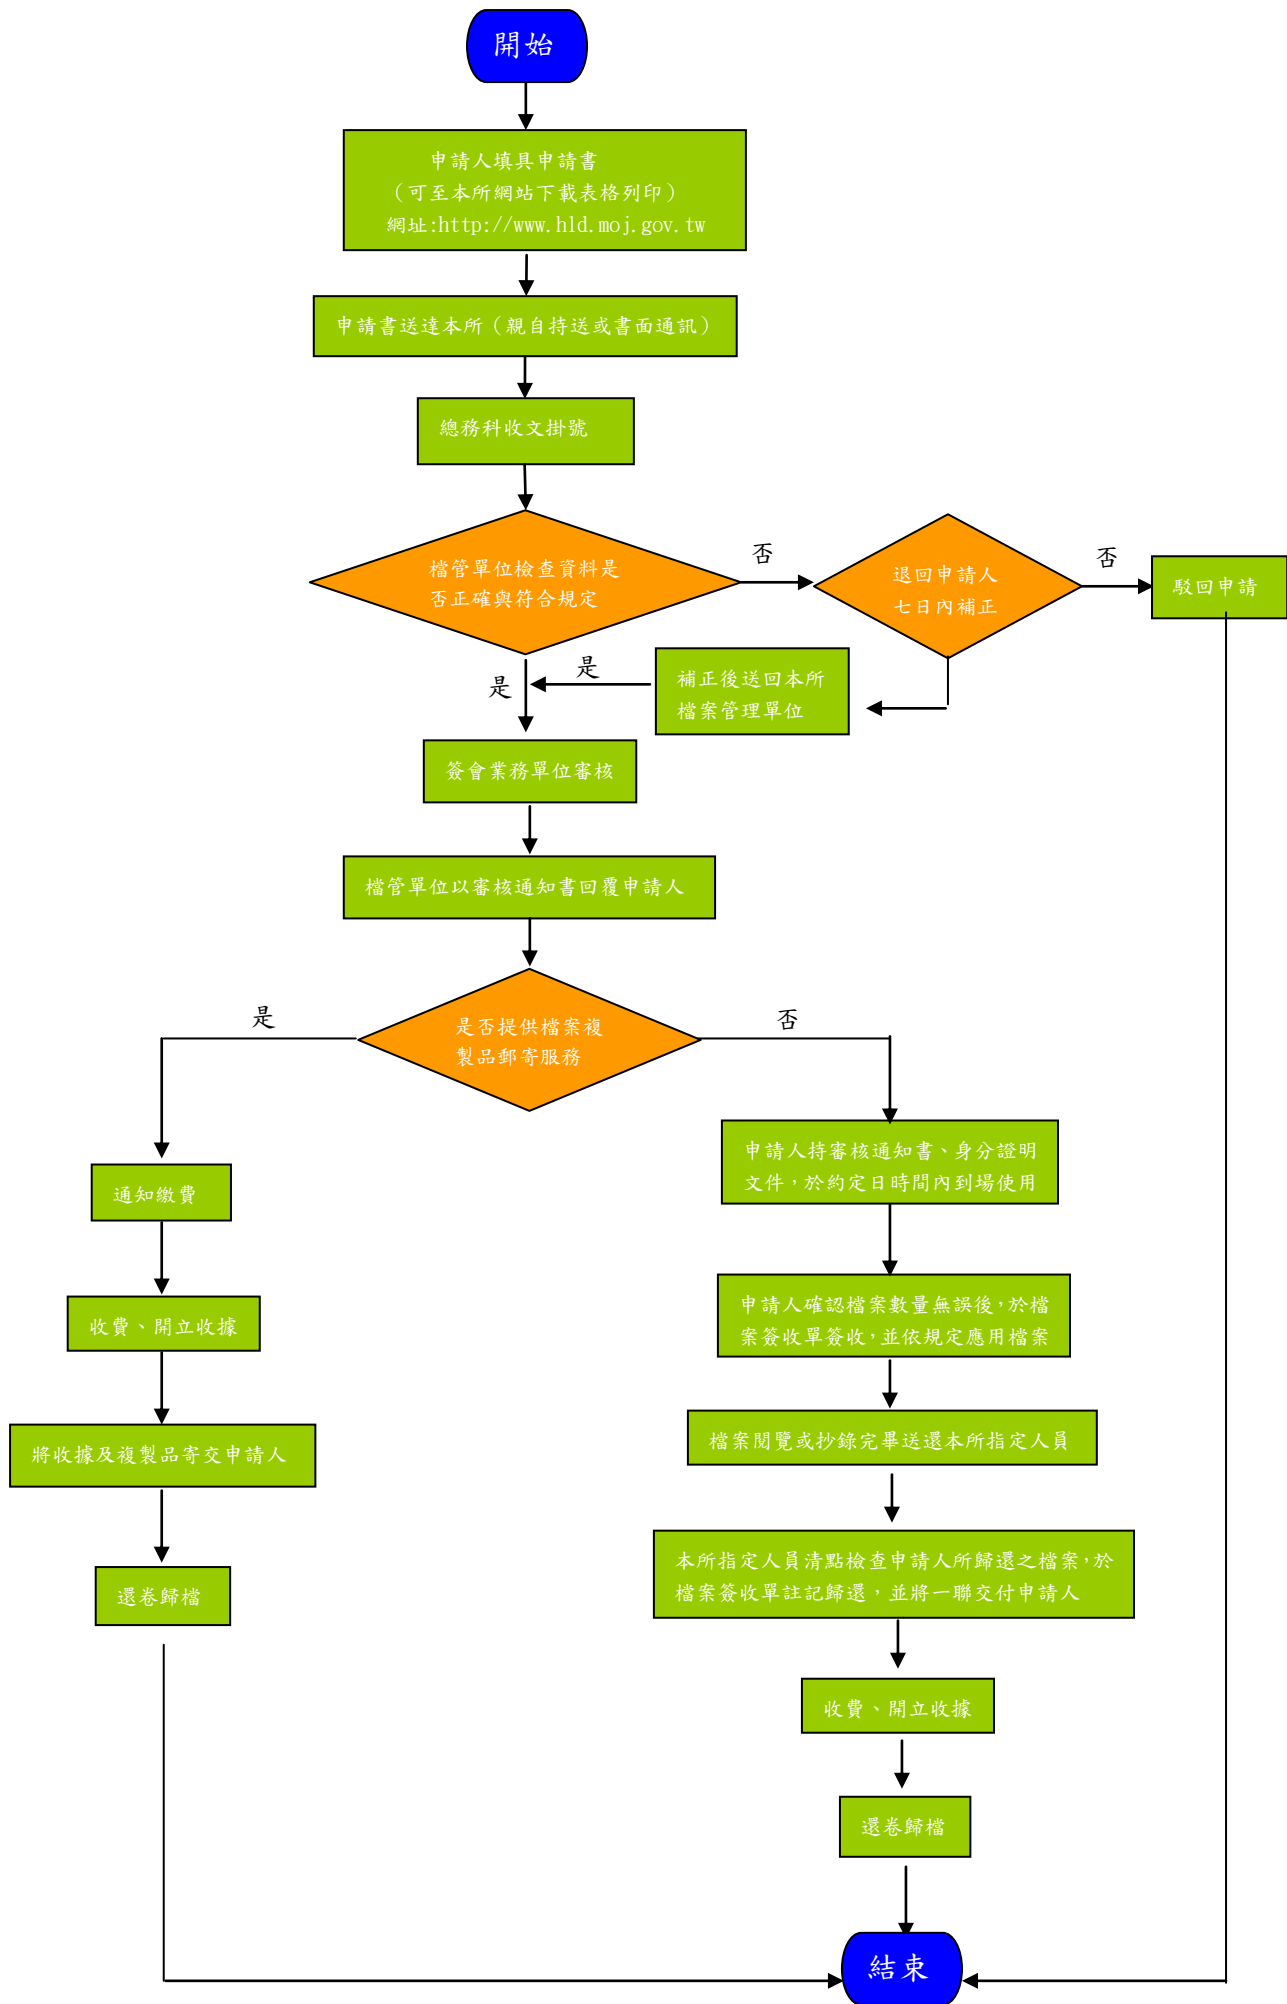 開始
申請人填具申請書
（可至本所網站下載表格列印）
網址:http://www.hld.moj.gov.tw
申請書送達本所（親自持送或書面通訊）
總務科收文掛號
檔管單位檢查資料是
否正確與符合規定
否
退回申請人
七日內補正
否
駁回申請
是
是
補正後送回本所
檔案管理單位
簽會業務單位審核
檔管單位以審核通知書回覆申請人
是否提供檔案複
製品郵寄服務
是
否
通知繳費
收費、開立收據
將收據及複製品寄交申請人
還卷歸檔
申請人持審核通知書、身分證明
文件，於約定日時間內到場使用
申請人確認檔案數量無誤後，於檔
案簽收單簽收，並依規定應用檔案
檔案閱覽或抄錄完畢送還本所指定人員
本所指定人員清點檢查申請人所歸還之檔案，於
檔案簽收單註記歸還，並將一聯交付申請人
收費、開立收據
還卷歸檔
結束